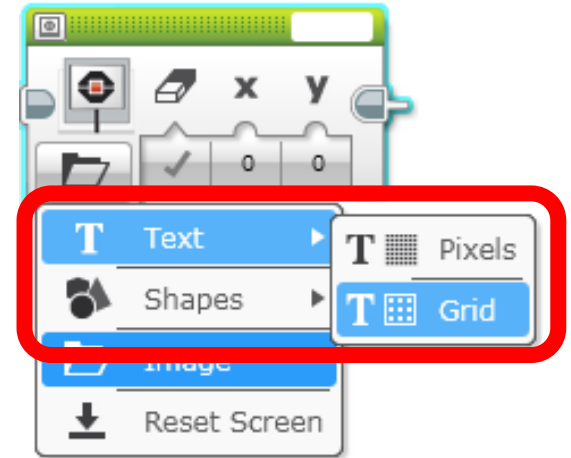 x y
0 0
T Text T Pixels
Shapes T Grid
Image
Reset Screen